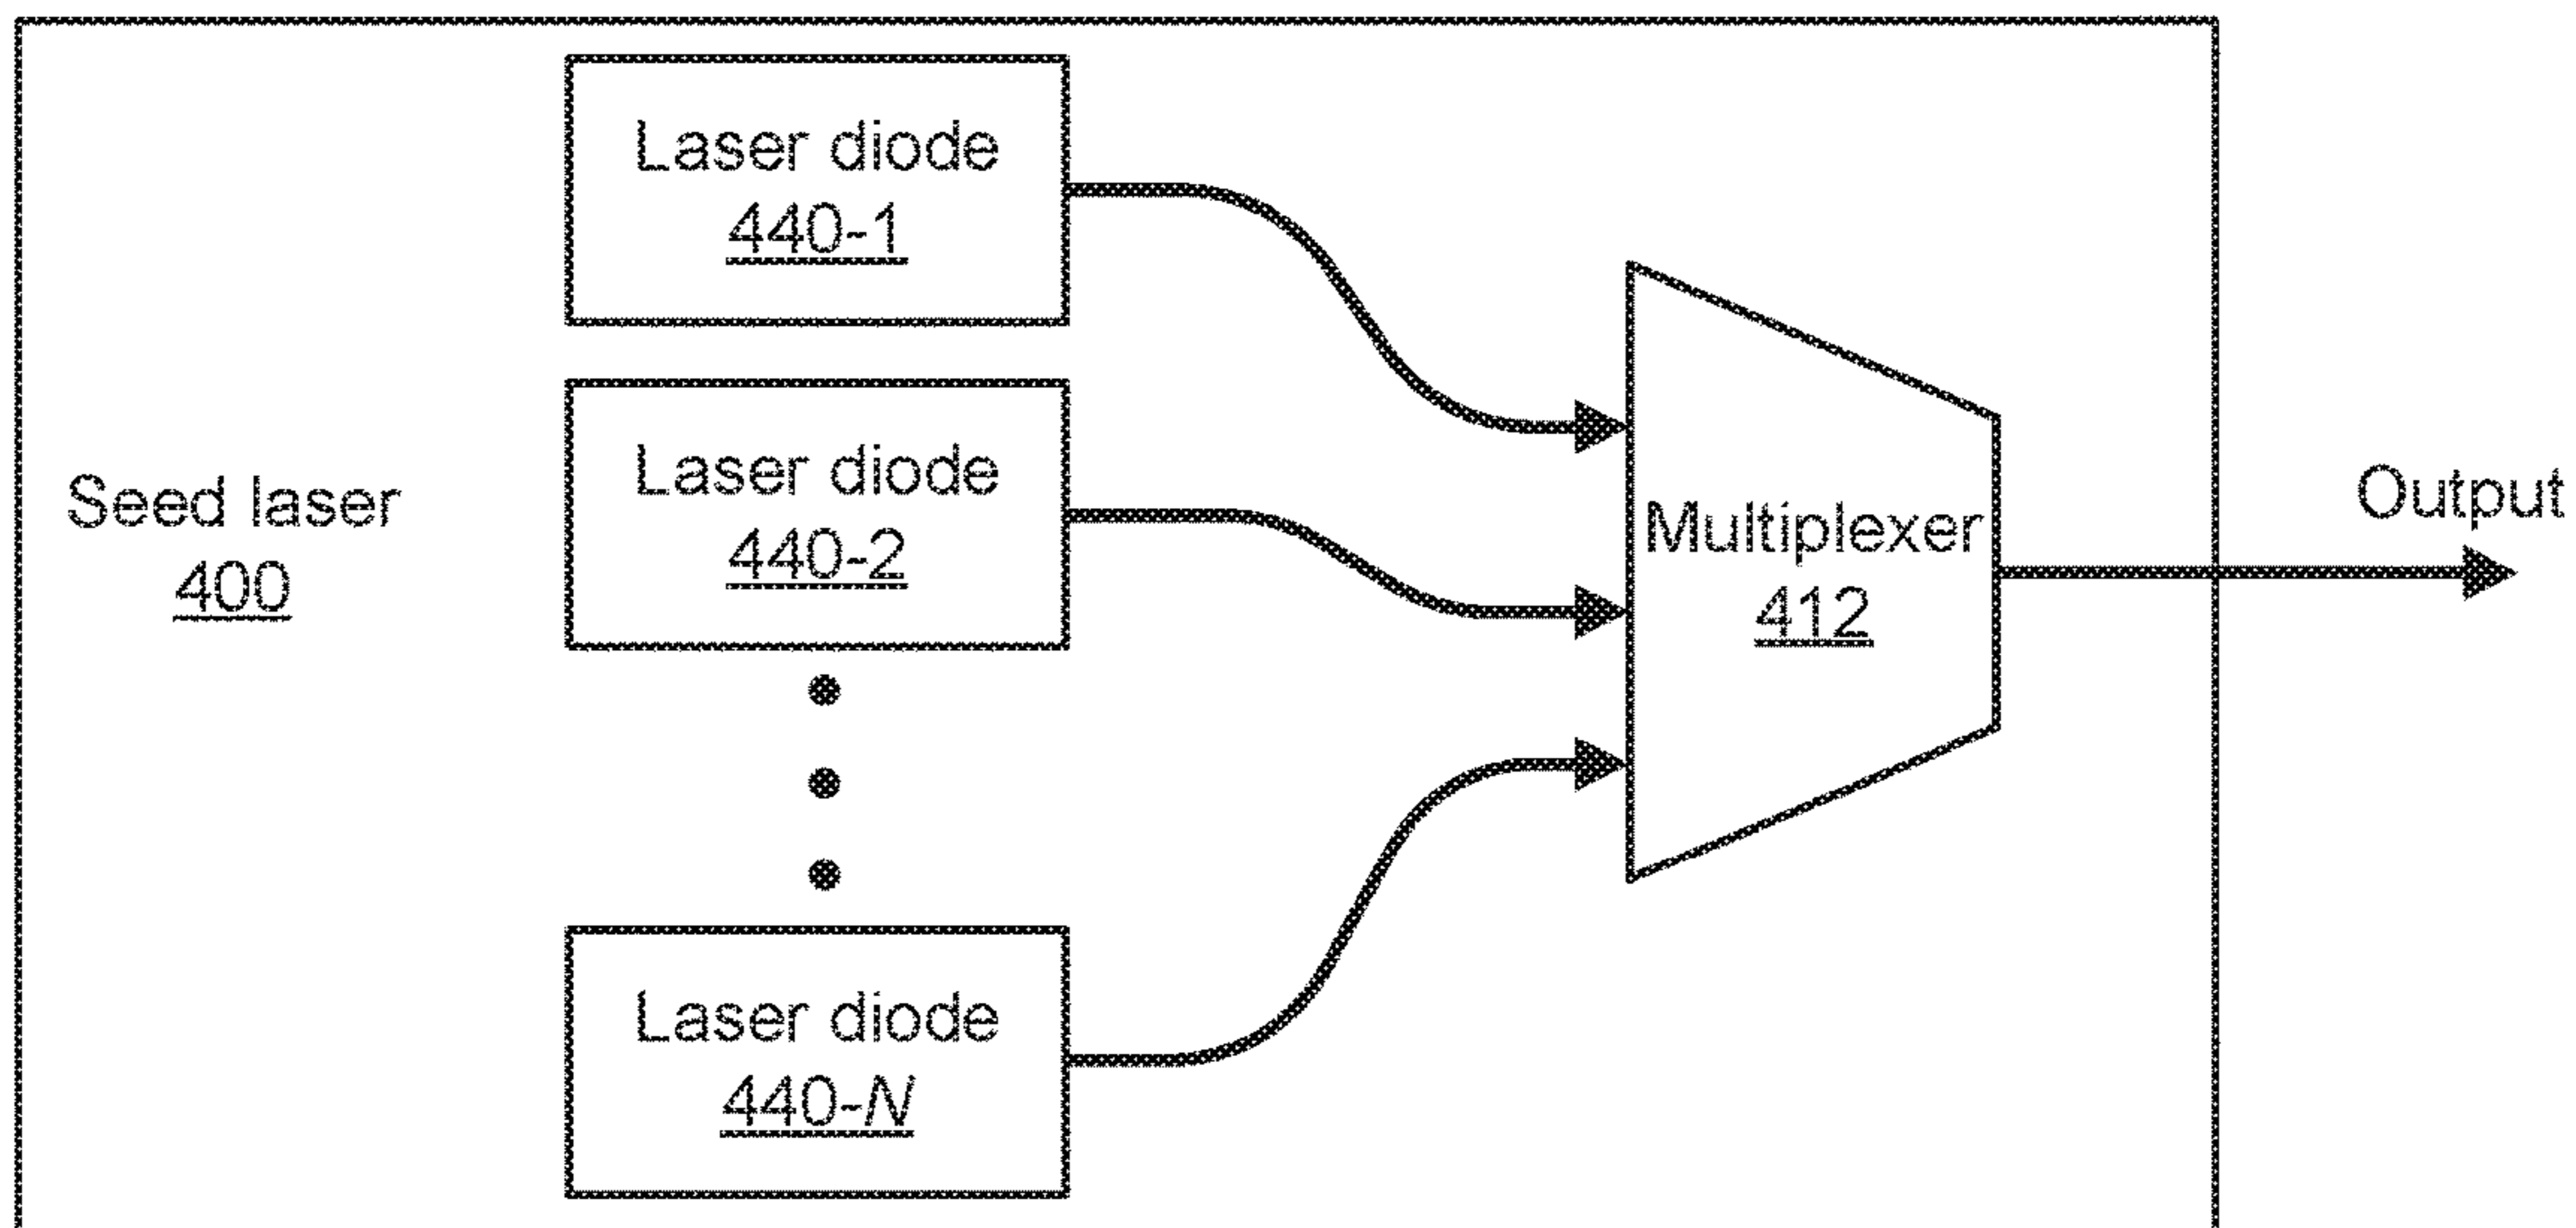 Seed laser
400
Laser diode
440-1
Laser diode
440-2
Laser diode
440-N
Multiplexer
412
Output